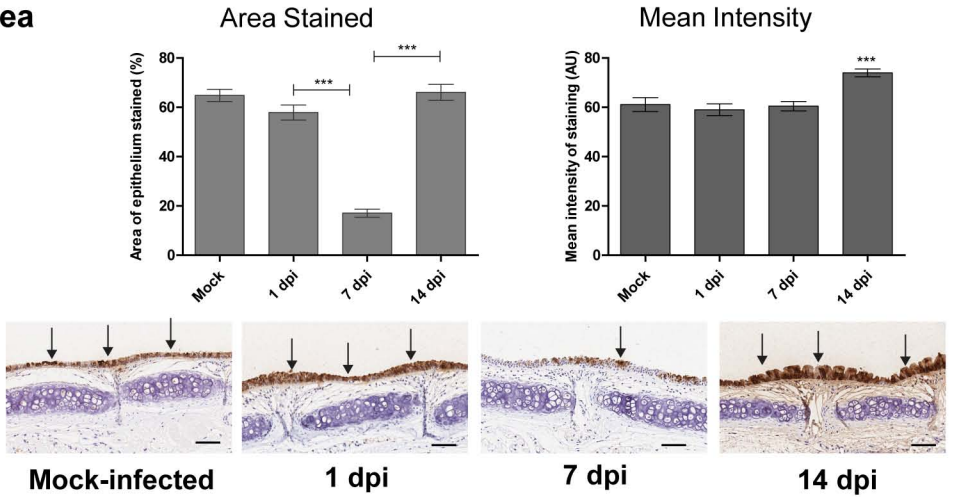 ea
Area Stained
Mean Intensity
Area of epithelium stained (%)
80
60
40
20
0
***
***
Mock
1 dpi
7 dpi
14 dpi
Mean intensity of staining (AU)
80
60
40
20
0
***
Mock
1 dpi
7 dpi
14 dpi
Mock-infected
1 dpi
7 dpi
14 dpi